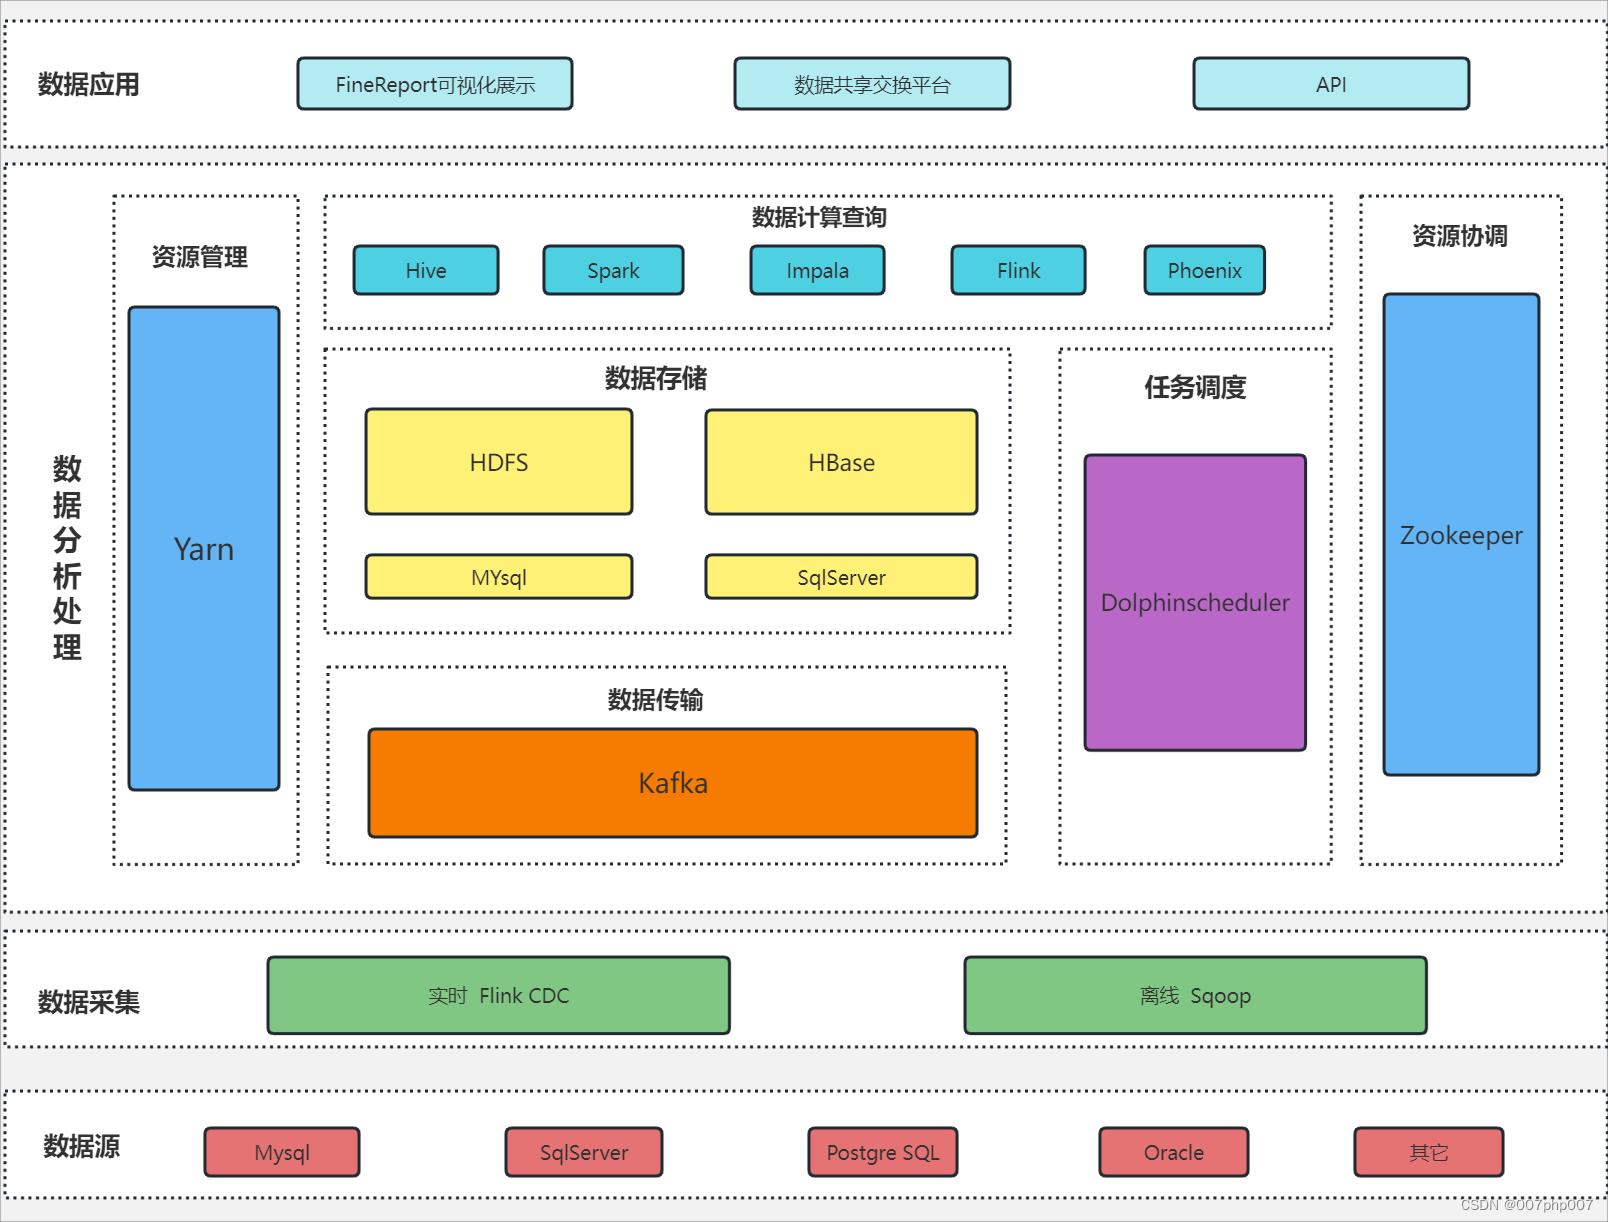 数据应用
FineReport可视化展示
数据共享交换平台
API
数据分析处理
资源管理
Yarn
数据计算查询
Hive
Spark
Impala
Flink
Phoenix
数据存储
HDFS
HBase
MYsql
SqlServer
数据传输
Kafka
任务调度
Dolphinscheduler
资源协调
Zookeeper
数据采集
实时 Flink CDC
离线 Sqoop
数据源
Mysql
SqlServer
Postgre SQL
Oracle
其它
CSDN @007php007